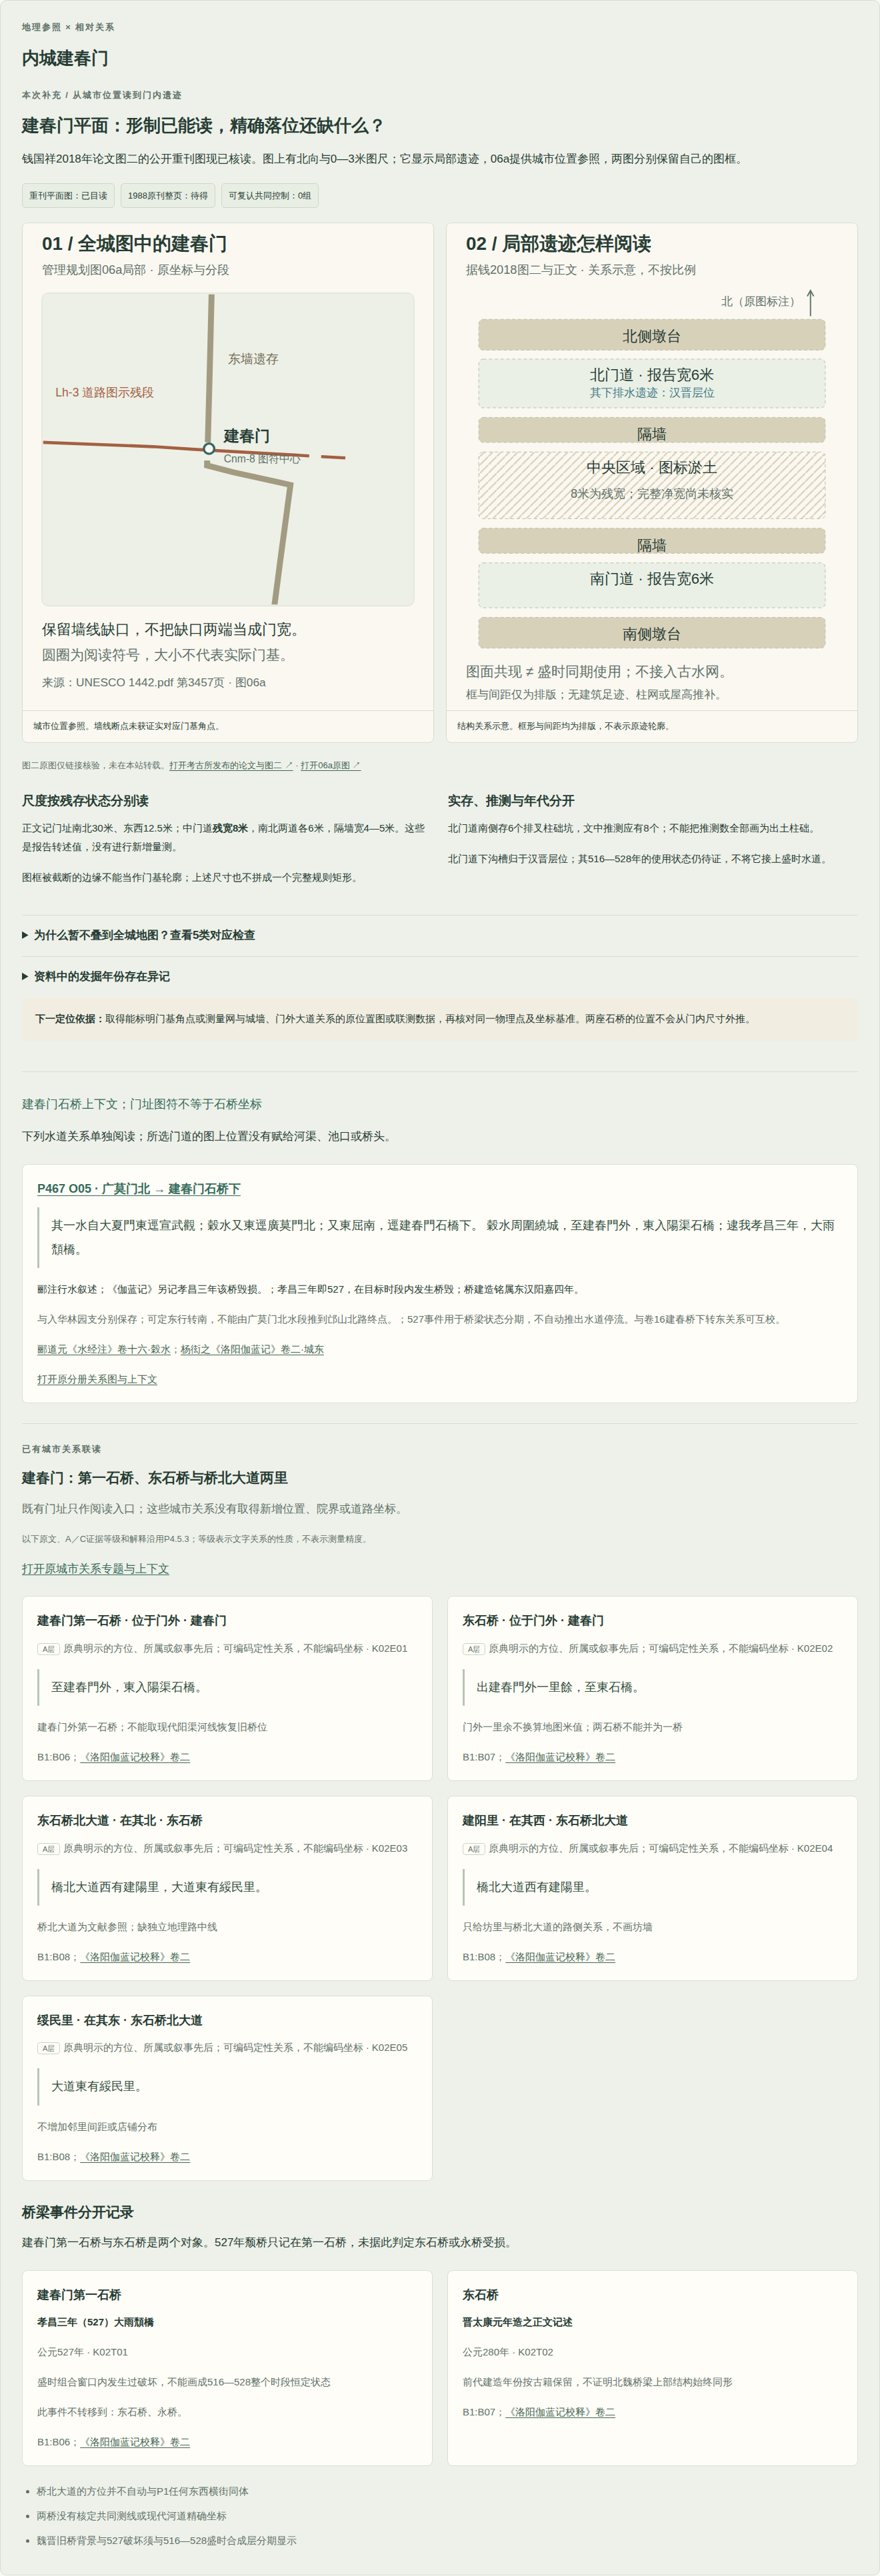 地理参照 × 相对关系
内城建春门
本次补充 / 从城市位置读到门内遗迹
建春门平面：形制已能读，精确落位还缺什么？
钱国祥2018年论文图二的公开重刊图现已核读。图上有北向与0—3米图尺；它显示局部遗迹，06a提供城市位置参照，两图分别保留自己的图框。
重刊平面图：已目读
1988原刊整页：待得
可复认共同控制：0组
01 / 全城图中的建春门
管理规划图06a局部 · 原坐标与分段
东墙遗存
Lh-3 道路图示残段
建春门
Cnm-8 图符中心
保留墙线缺口，不把缺口两端当成门宽。
圆圈为阅读符号，大小不代表实际门基。
来源：UNESCO 1442.pdf 第3457页 · 图06a
城市位置参照。墙线断点未获证实对应门基角点。
02 / 局部遗迹怎样阅读
据钱2018图二与正文 · 关系示意，不按比例
北（原图标注）
北侧墩台
北门道 · 报告宽6米
其下排水遗迹：汉晋层位
隔墙
中央区域 · 图标淤土
8米为残宽；完整净宽尚未核实
隔墙
南门道 · 报告宽6米
南侧墩台
图面共现 ≠ 盛时同期使用；不接入古水网。
框与间距仅为排版；无建筑足迹、柱网或屋高推补。
结构关系示意。框形与间距均为排版，不表示原迹轮廓。
图二原图仅链接核验，未在本站转载。打开考古所发布的论文与图二 ↗ · 打开06a原图 ↗
尺度按残存状态分别读
正文记门址南北30米、东西12.5米；中门道残宽8米，南北两道各6米，隔墙宽4—5米。这些
是报告转述值，没有进行新增量测。
图框被截断的边缘不能当作门基轮廓；上述尺寸也不拼成一个完整规则矩形。
实存、推测与年代分开
北门道南侧存6个排叉柱础坑，文中推测应有8个；不能把推测数全部画为出土柱础。
北门道下沟槽归于汉晋层位；其516—528年的使用状态仍待证，不将它接上盛时水道。
为什么暂不叠到全城地图？查看5类对应检查
资料中的发掘年份存在异记
下一定位依据：取得能标明门基角点或测量网与城墙、门外大道关系的原位置图或联测数据，再核对同一物理点及坐标基准。两座石桥的位置不会从门内尺寸外推。
建春门石桥上下文；门址图符不等于石桥坐标
下列水道关系单独阅读；所选门道的图上位置没有赋给河渠、池口或桥头。
P467 O05 · 广莫门北 → 建春门石桥下
其一水自大夏門東逕宣武觀；穀水又東逕廣莫門北；又東屈南，逕建春門石橋下。 穀水周圍繞城，至建春門外，東入陽渠石橋；逮我孝昌三年，大雨
頹橋。
郦注行水叙述；《伽蓝记》另记孝昌三年该桥毁损。；孝昌三年即527，在目标时段内发生桥毁；桥建造铭属东汉阳嘉四年。
与入华林园支分别保存；可定东行转南，不能由广莫门北水段推到邙山北路终点。；527事件用于桥梁状态分期，不自动推出水道停流。与卷16建春桥下转东关系可互校。
郦道元《水经注》卷十六·穀水；杨衒之《洛阳伽蓝记》卷二·城东
打开原分册关系图与上下文
已有城市关系联读
建春门：第一石桥、东石桥与桥北大道两里
既有门址只作阅读入口；这些城市关系没有取得新增位置、院界或道路坐标。
以下原文、A／C证据等级和解释沿用P4.5.3；等级表示文字关系的性质，不表示测量精度。
打开原城市关系专题与上下文
建春门第一石桥 · 位于门外 · 建春门
A层 原典明示的方位、所属或叙事先后；可编码定性关系，不能编码坐标 · K02E01
至建春門外，東入陽渠石橋。
建春门外第一石桥；不能取现代阳渠河线恢复旧桥位
B1:B06；《洛阳伽蓝记校释》卷二
东石桥 · 位于门外 · 建春门
A层 原典明示的方位、所属或叙事先后；可编码定性关系，不能编码坐标 · K02E02
出建春門外一里餘，至東石橋。
门外一里余不换算地图米值；两石桥不能并为一桥
B1:B07；《洛阳伽蓝记校释》卷二
东石桥北大道 · 在其北 · 东石桥
A层 原典明示的方位、所属或叙事先后；可编码定性关系，不能编码坐标 · K02E03
橋北大道西有建陽里，大道東有綏民里。
桥北大道为文献参照；缺独立地理路中线
B1:B08；《洛阳伽蓝记校释》卷二
建阳里 · 在其西 · 东石桥北大道
A层 原典明示的方位、所属或叙事先后；可编码定性关系，不能编码坐标 · K02E04
橋北大道西有建陽里。
只给坊里与桥北大道的路侧关系，不画坊墙
B1:B08；《洛阳伽蓝记校释》卷二
绥民里 · 在其东 · 东石桥北大道
A层 原典明示的方位、所属或叙事先后；可编码定性关系，不能编码坐标 · K02E05
大道東有綏民里。
不增加邻里间距或店铺分布
B1:B08；《洛阳伽蓝记校释》卷二
桥梁事件分开记录
建春门第一石桥与东石桥是两个对象。527年颓桥只记在第一石桥，未据此判定东石桥或永桥受损。
建春门第一石桥
孝昌三年（527）大雨頹橋
公元527年 · K02T01
盛时组合窗口内发生过破坏，不能画成516—528整个时段恒定状态
此事件不转移到：东石桥、永桥。
B1:B06；《洛阳伽蓝记校释》卷二
东石桥
晋太康元年造之正文记述
公元280年 · K02T02
前代建造年份按古籍保留，不证明北魏桥梁上部结构始终同形
B1:B07；《洛阳伽蓝记校释》卷二
桥北大道的方位并不自动与P1任何东西横街同体
两桥没有核定共同测线或现代河道精确坐标
魏晋旧桥背景与527破坏须与516—528盛时合成层分期显示